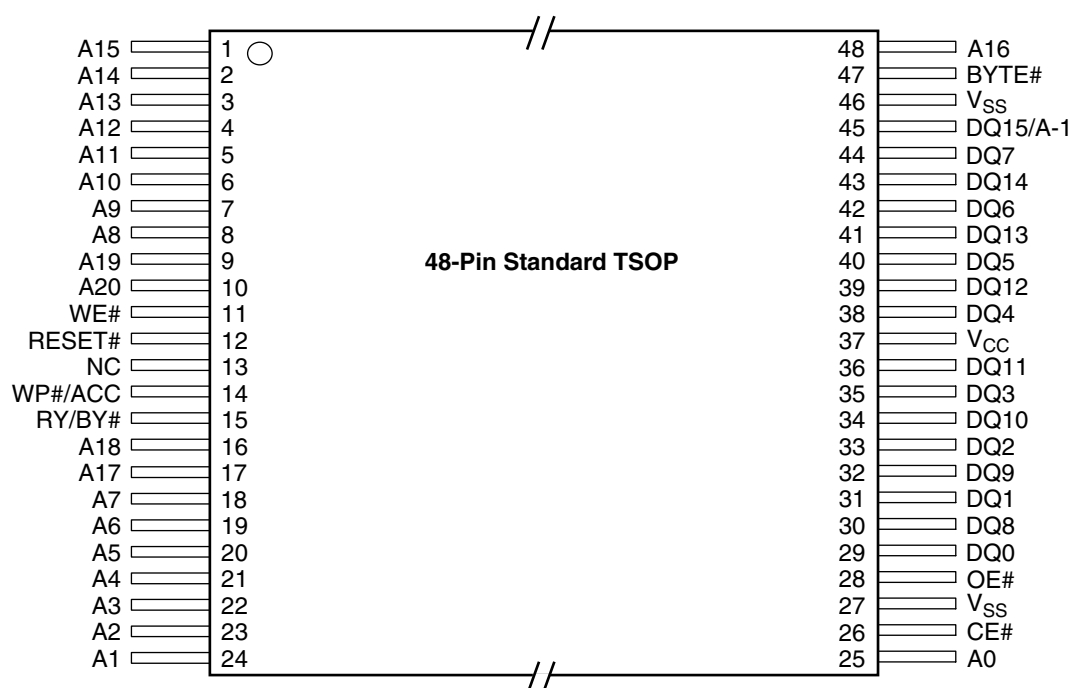 A15 1 48 A16
A14 2 47 BYTE#
A13 3 46 VSS
A12 4 45 DQ15/A-1
A11 5 44 DQ7
A10 6 43 DQ14
A9 7 42 DQ6
A8 8 41 DQ13
A19 9 48-Pin Standard TSOP 40 DQ5
A20 10 39 DQ12
WE# 11 38 DQ4
RESET# 12 37 VCC
NC 13 36 DQ11
WP#/ACC 14 35 DQ3
RY/BY# 15 34 DQ10
A18 16 33 DQ2
A17 17 32 DQ9
A7 18 31 DQ1
A6 19 30 DQ8
A5 20 29 DQ0
A4 21 28 OE#
A3 22 27 VSS
A2 23 26 CE#
A1 24 25 A0